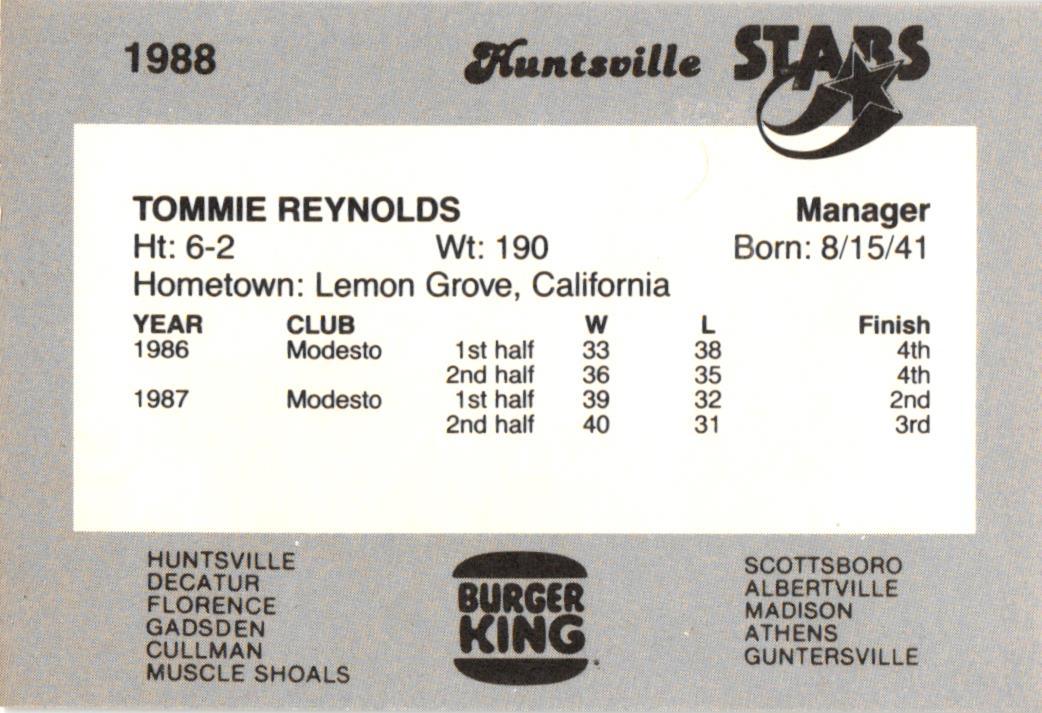 1988 Huntsville STARS
TOMMIE REYNOLDS Manager
Ht: 6-2 Wt: 190 Born: 8/15/41
Hometown: Lemon Grove, California
YEAR CLUB W L Finish
1986 Modesto 1st half 33 38 4th
2nd half 36 35 4th
1987 Modesto 1st half 39 32 2nd
2nd half 40 31 3rd
HUNTSVILLE
DECATUR
FLORENCE
GADSDEN
CULLMAN
MUSCLE SHOALS
BURGER
KING
SCOTTSBORO
ALBERTVILLE
MADISON
ATHENS
GUNTERSVILLE